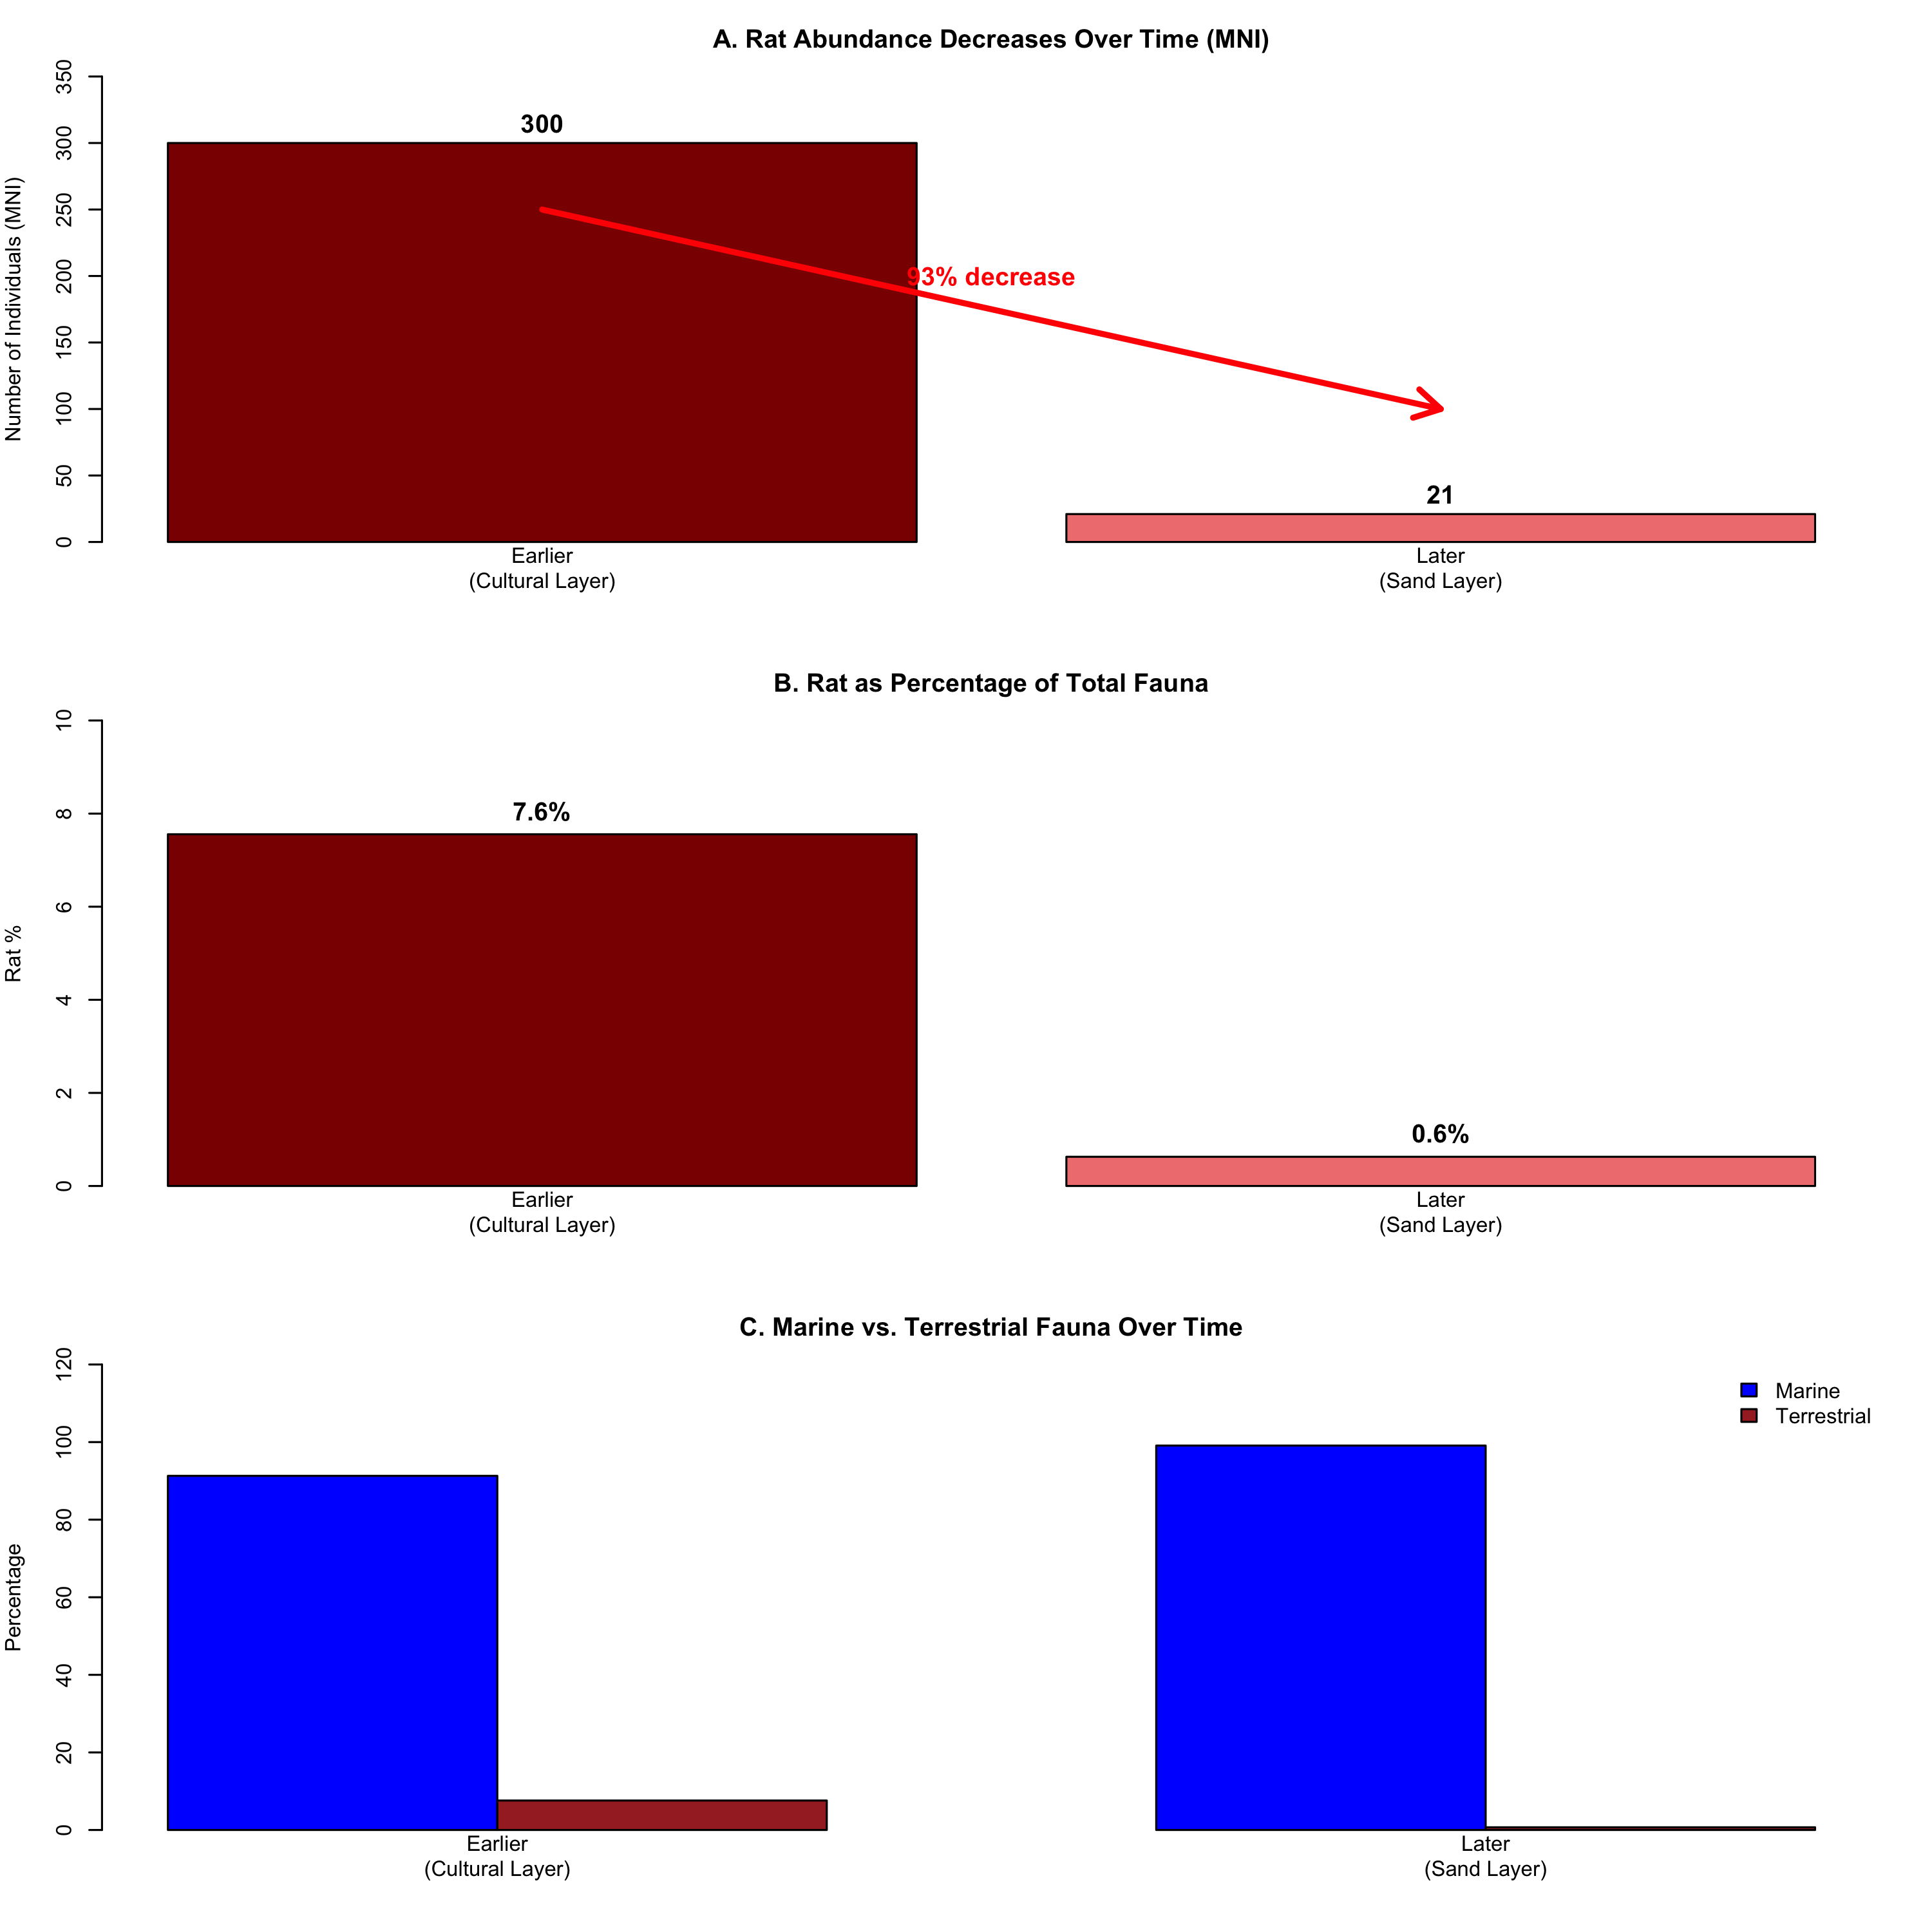 A. Rat Abundance Decreases Over Time (MNI)
Number of Individuals (MNI)
350
300
250
200
150
100
50
0
300
93% decrease
21
Earlier
(Cultural Layer)
Later
(Sand Layer)
B. Rat as Percentage of Total Fauna
Rat %
10
8
6
4
2
0
7.6%
0.6%
Earlier
(Cultural Layer)
Later
(Sand Layer)
C. Marine vs. Terrestrial Fauna Over Time
Percentage
120
100
80
60
40
20
0
Marine
Terrestrial
Earlier
(Cultural Layer)
Later
(Sand Layer)